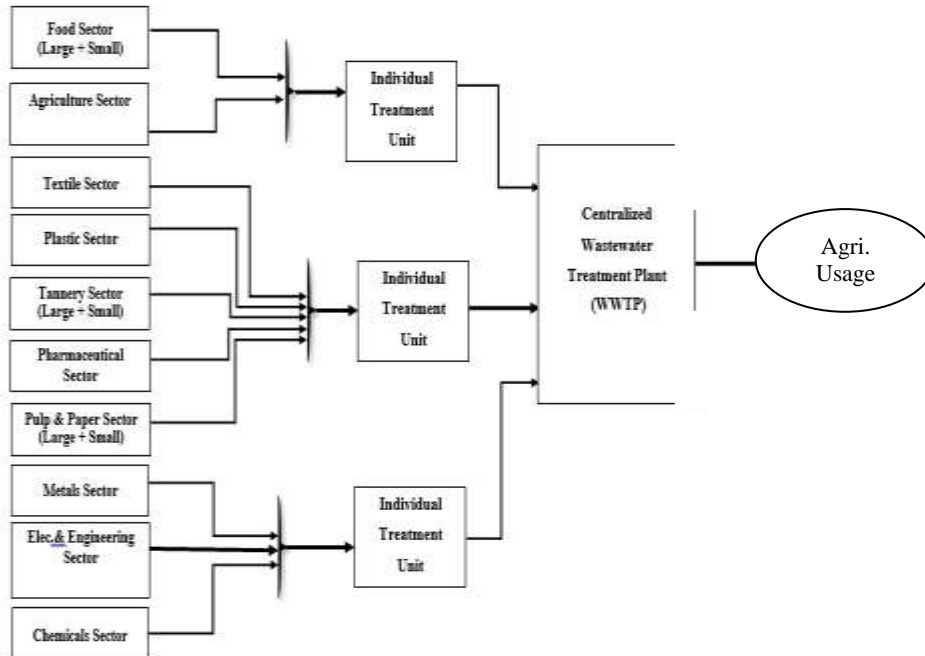 Food Sector
(Large + Small)
Agriculture Sector
Textile Sector
Plastic Sector
Tannery Sector
(Large + Small)
Pharmaceutical
Sector
Pulp & Paper Sector
(Large + Small)
Metals Sector
Elec.& Engineering
Sector
Chemicals Sector
Individual
Treatment
Unit
Individual
Treatment
Unit
Individual
Treatment
Unit
Centralized
Wastewater
Treatment Plant
(WWTP)
Agri.
Usage